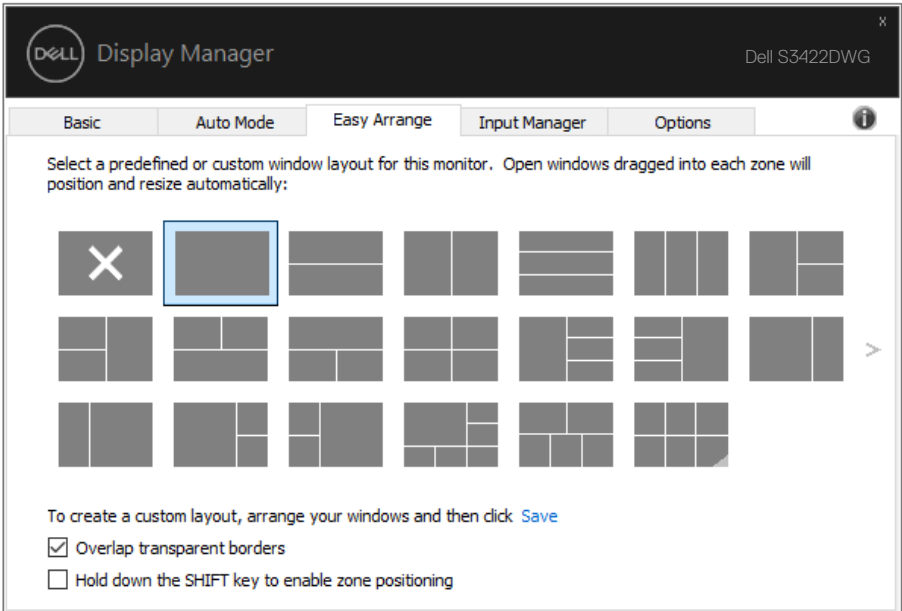 x
DELL
Display Manager
Dell S3422DWG
Basic
Auto Mode
Easy Arrange
Input Manager
Options
i
Select a predefined or custom window layout for this monitor. Open windows dragged into each zone will
position and resize automatically:
>
To create a custom layout, arrange your windows and then click Save
Overlap transparent borders
Hold down the SHIFT key to enable zone positioning